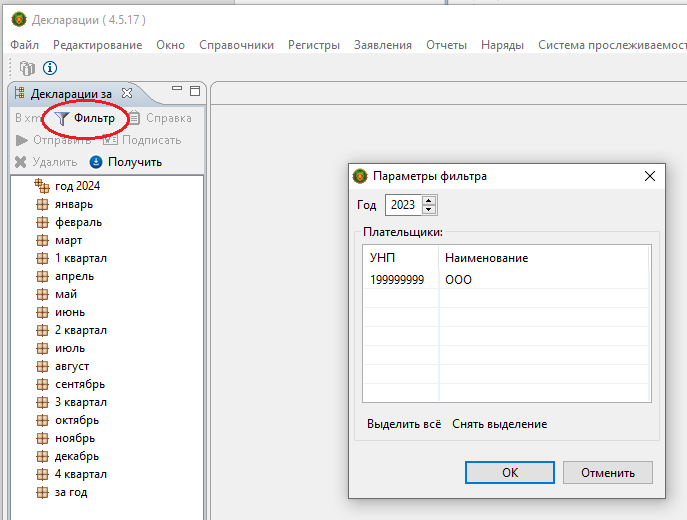 Декларации ( 4.5.17 )
Файл Редактирование Окно Справочники Регистры Заявления Отчеты Наряды Система прослеживаемост
Декларации за
В xm Фильтр Справка
Отправить Подписать
Удалить Получить
год 2024
январь
февраль
март
1 квартал
апрель
май
июнь
2 квартал
июль
август
сентябрь
3 квартал
октябрь
ноябрь
декабрь
4 квартал
за год
Параметры фильтра
Год 2023
Плательщики:
УНП Наименование
199999999 ООО
Выделить всё Снять выделение
ОК Отменить